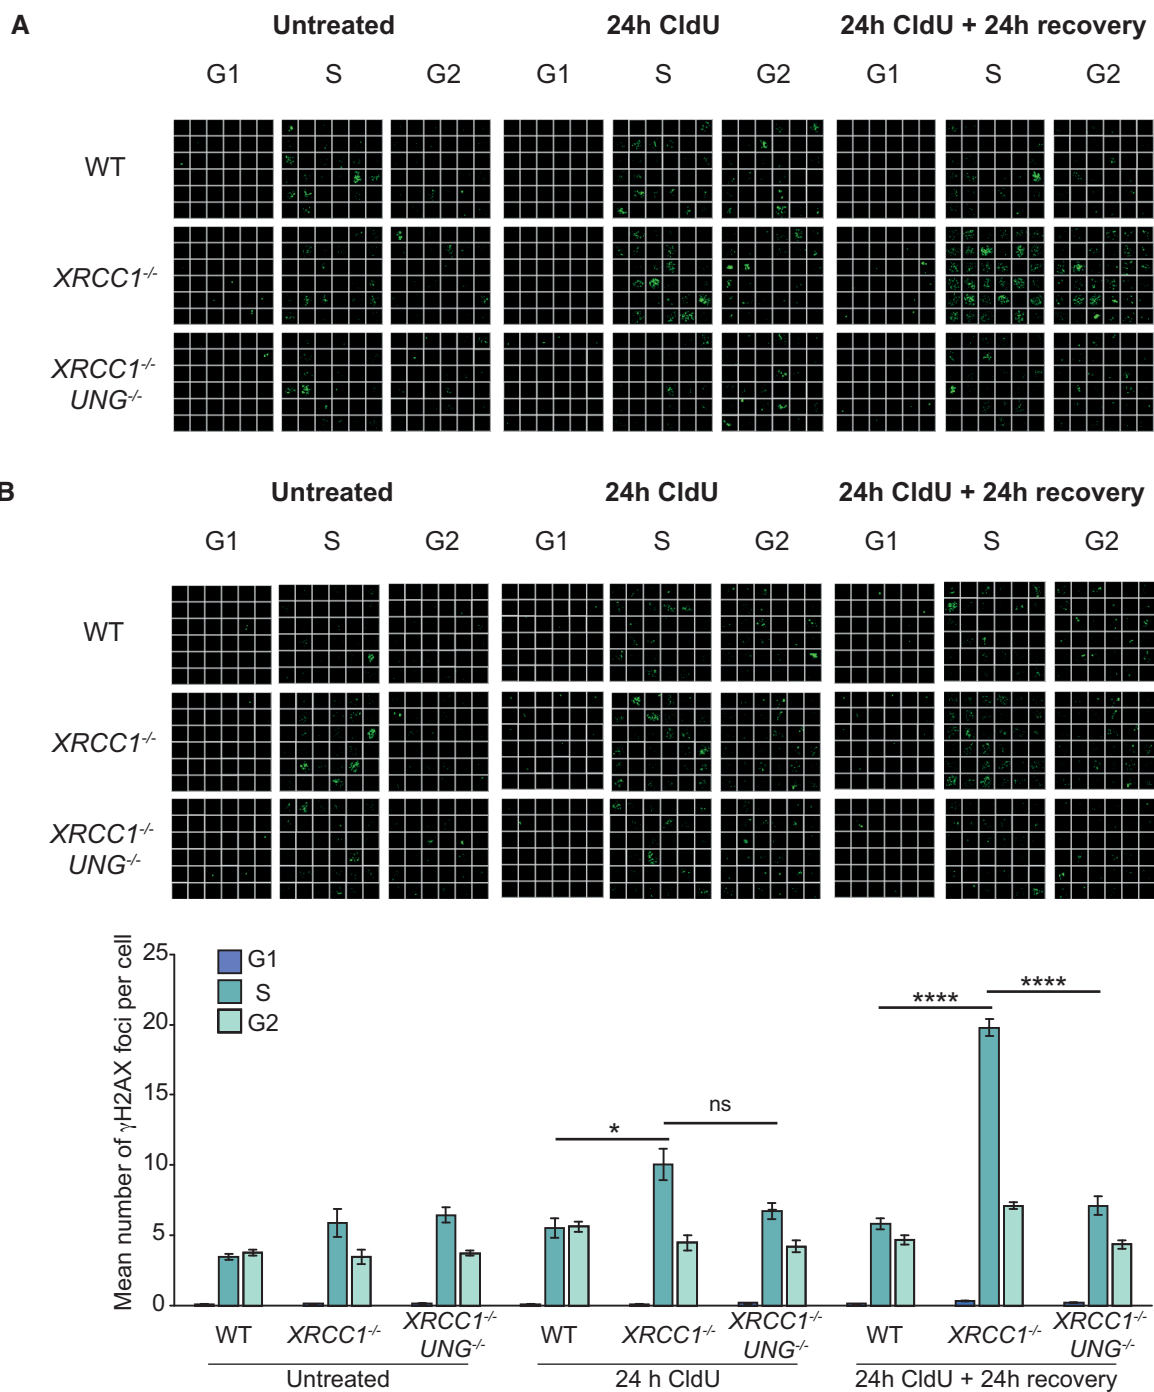 A
Untreated 24h CldU 24h CldU + 24h recovery
G1 S G2 G1 S G2 G1 S G2
WT
XRCC1-/-
XRCC1-/-
UNG-/-
B
Untreated 24h CldU 24h CldU + 24h recovery
G1 S G2 G1 S G2 G1 S G2
WT
XRCC1-/-
XRCC1-/-
UNG-/-
Mean number of γH2AX foci per cell
25
20
15
10
5
0
G1
S
G2
* ns **** ****
WT XRCC1-/- XRCC1-/- UNG-/- WT XRCC1-/- XRCC1-/- UNG-/- WT XRCC1-/- XRCC1-/- UNG-/-
Untreated 24 h CldU 24h CldU + 24h recovery